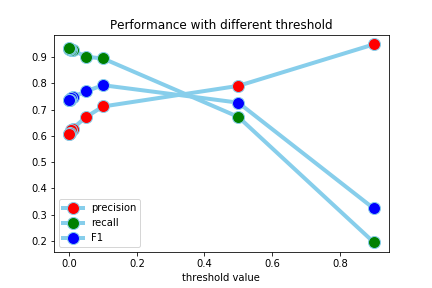 Performance with different threshold
0.9
0.8
0.7
0.6
0.5
0.4
0.3
0.2
precision
recall
F1
0.0 0.2 0.4 0.6 0.8
threshold value